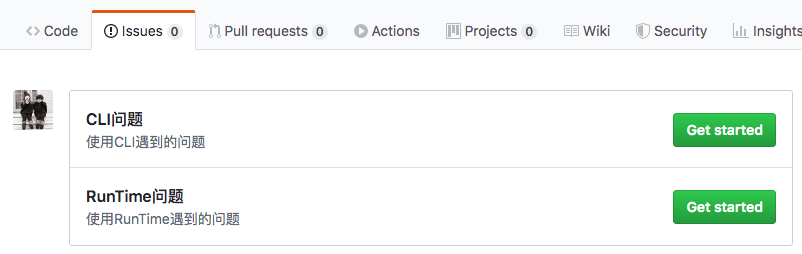 Code Issues 0 Pull requests 0 Actions Projects 0 Wiki Security Insights
CLI问题
使用CLI遇到的问题
Get started
RunTime问题
使用RunTime遇到的问题
Get started